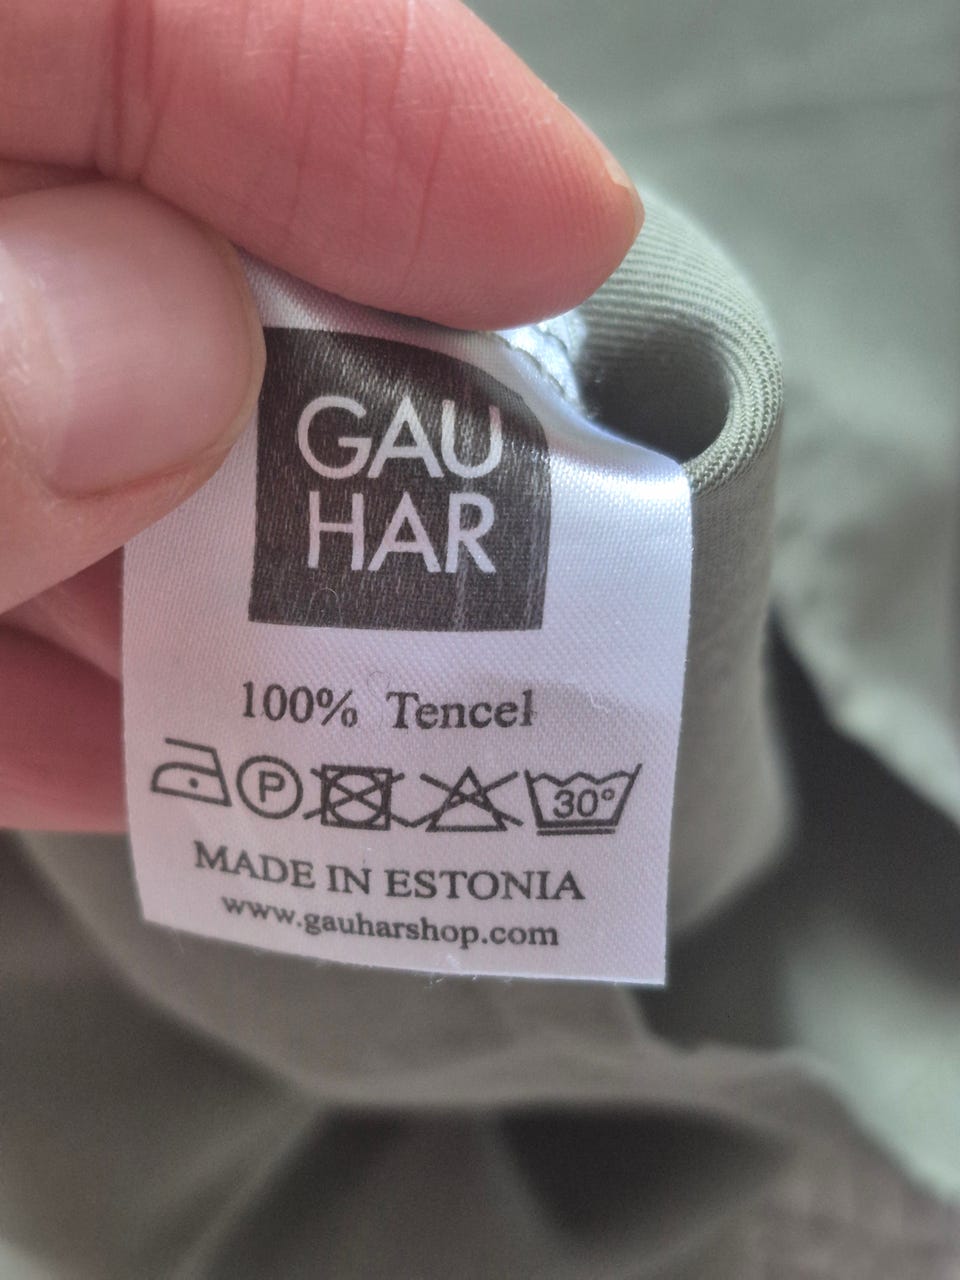 GAU
HAR
100% Tencel
P 30°
MADE IN ESTONIA
www.gauharshop.com